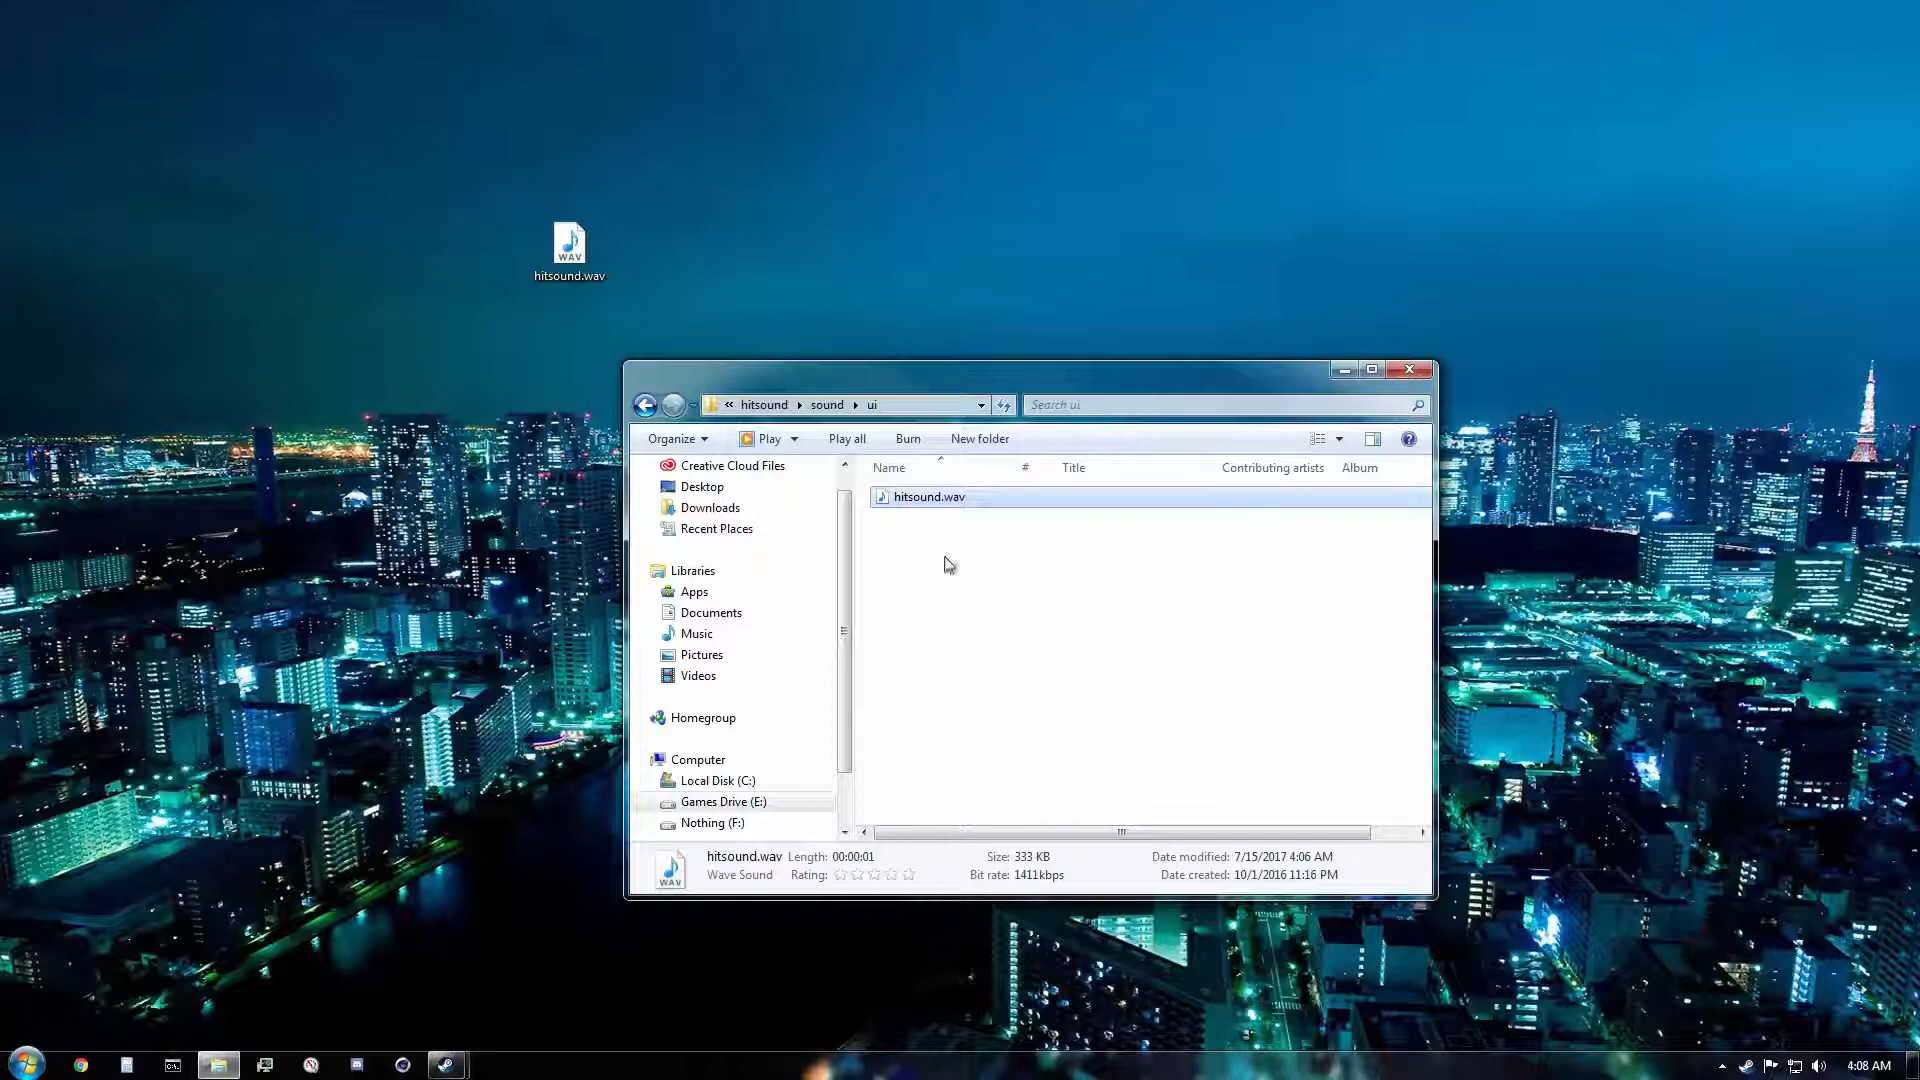 WAV
hitsound.wav
« hitsound sound ui
Search ui
Organize Play Play all Burn New folder
Creative Cloud Files
Desktop
Downloads
Recent Places
Libraries
Apps
Documents
Music
Pictures
Videos
Homegroup
Computer
Local Disk (C:)
Games Drive (E:)
Nothing (F:)
Name # Title Contributing artists Album
hitsound.wav
WAV
hitsound.wav Length: 00:00:01 Size: 333 KB Date modified: 7/15/2017 4:06 AM
Wave Sound Rating: Bit rate: 1411kbps Date created: 10/1/2016 11:16 PM
4:08 AM